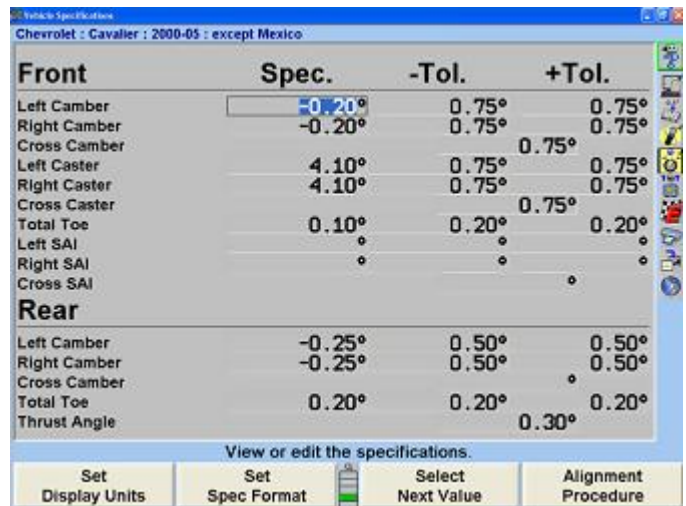 Vehicle Specifications
Chevrolet : Cavalier : 2000-05 : except Mexico
Front Spec. -Tol. +Tol.
Left Camber -0.20° 0.75° 0.75°
Right Camber -0.20° 0.75° 0.75°
Cross Camber 0.75°
Left Caster 4.10° 0.75° 0.75°
Right Caster 4.10° 0.75° 0.75°
Cross Caster 0.75°
Total Toe 0.10° 0.20° 0.20°
Left SAI ° ° °
Right SAI ° ° °
Cross SAI °
Rear
Left Camber -0.25° 0.50° 0.50°
Right Camber -0.25° 0.50° 0.50°
Cross Camber °
Total Toe 0.20° 0.20° 0.20°
Thrust Angle 0.30°
View or edit the specifications.
Set Display Units
Set Spec Format
Select Next Value
Alignment Procedure